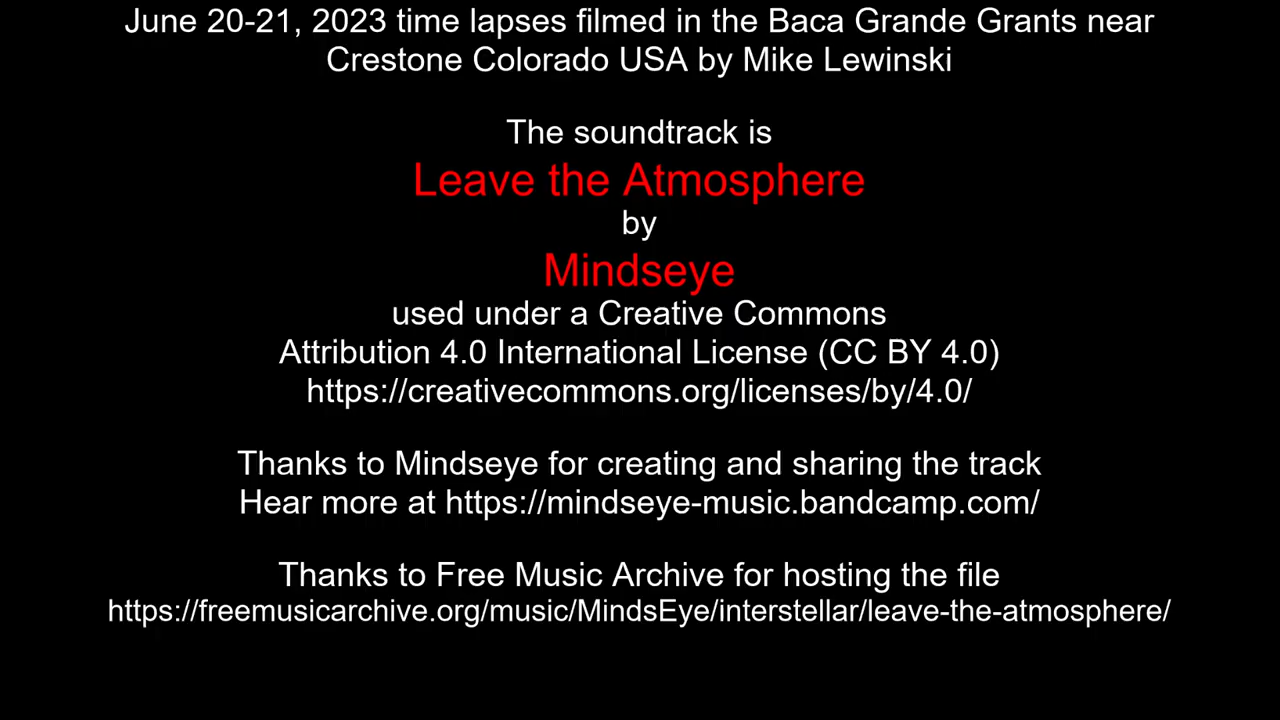 June 20-21, 2023 time lapses filmed in the Baca Grande Grants near
Crestone Colorado USA by Mike Lewinski
The soundtrack is
Leave the Atmosphere
by
Mindseye
used under a Creative Commons
Attribution 4.0 International License (CC BY 4.0)
https://creativecommons.org/licenses/by/4.0/
Thanks to Mindseye for creating and sharing the track
Hear more at https://mindseye-music.bandcamp.com/
Thanks to Free Music Archive for hosting the file
https://freemusicarchive.org/music/MindsEye/interstellar/leave-the-atmosphere/